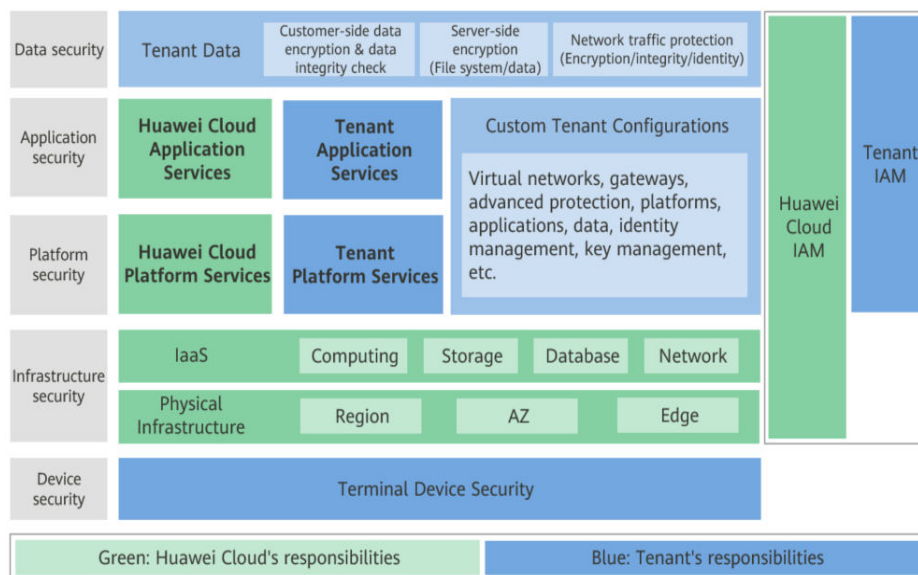 Data security
Tenant Data
Customer-side data
encryption & data
integrity check
Server-side
encryption
(File system/data)
Network traffic protection
(Encryption/integrity/identity)
Application
security
Huawei Cloud
Application
Services
Tenant
Application
Services
Custom Tenant Configurations
Virtual networks, gateways,
advanced protection, platforms,
applications, data, identity
management, key management,
etc.
Platform
security
Huawei Cloud
Platform Services
Tenant
Platform Services
Huawei
Cloud
IAM
Tenant
IAM
Infrastructure
security
IaaS
Computing
Storage
Database
Network
Physical
Infrastructure
Region
AZ
Edge
Device
security
Terminal Device Security
Green: Huawei Cloud's responsibilities
Blue: Tenant's responsibilities